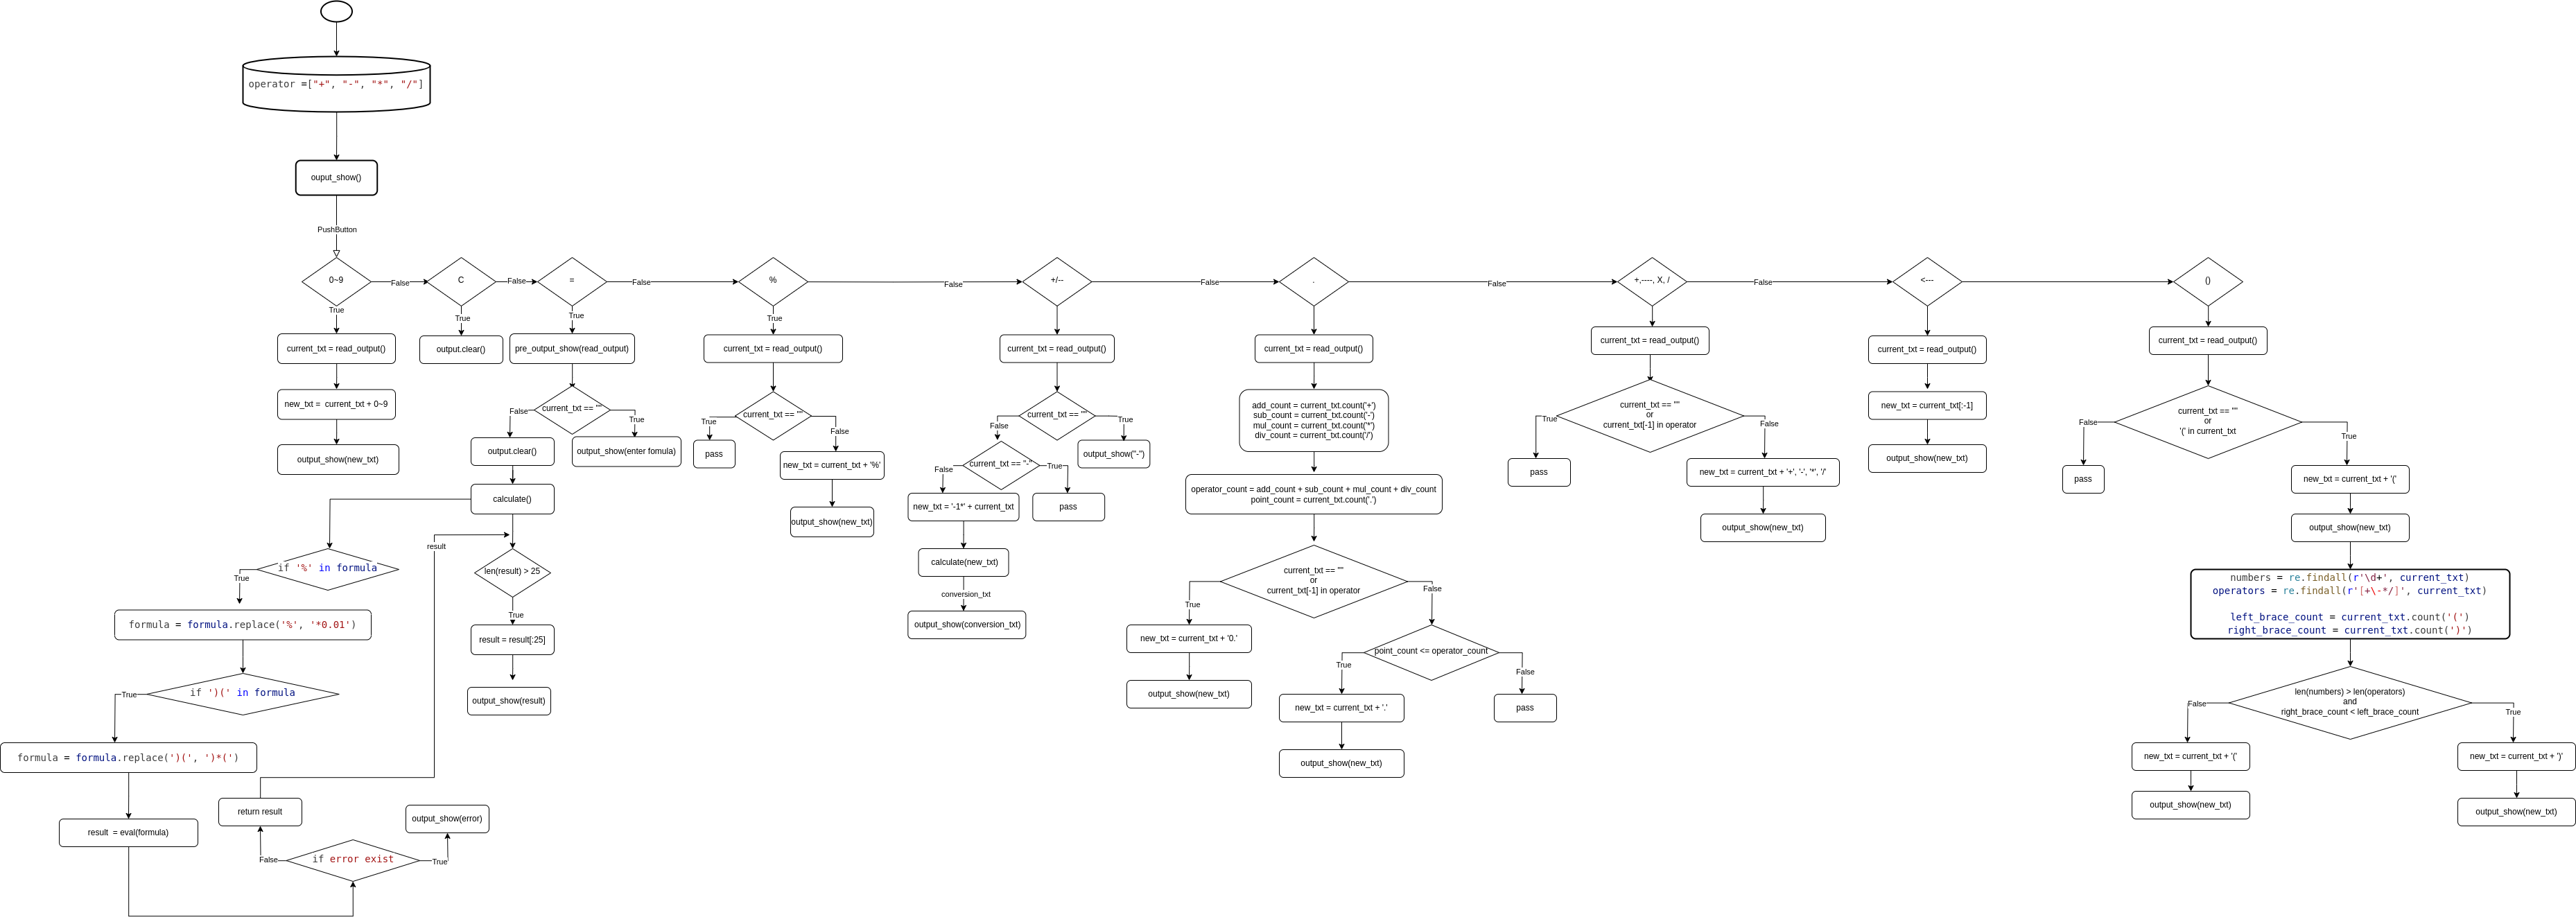 operator =["+", "-", "*", "/"]
ouput_show()
PushButton
0~9
False
C
False
=
False
%
False
+/--
False
.
False
+,----, X, /
False
<---
()
True
current_txt = read_output()
new_txt =  current_txt + 0~9
output_show(new_txt)
True
output.clear()
True
pre_output_show(read_output)
current_txt == ""
False
True
output.clear()
output_show(enter fomula)
calculate()
result
len(result) > 25
True
result = result[:25]
output_show(result)
if '%' in formula
True
formula = formula.replace('%', '*0.01')
if ')(' in formula
True
formula = formula.replace(')(', ')*(')
result  = eval(formula)
if error exist
False
True
return result
output_show(error)
True
current_txt = read_output()
current_txt == ""
True
False
pass
new_txt = current_txt + '%'
output_show(new_txt)
current_txt = read_output()
current_txt == ""
False
True
output_show("-")
current_txt == "-"
False
True
new_txt = '-1*' + current_txt
pass
calculate(new_txt)
conversion_txt
output_show(conversion_txt)
current_txt = read_output()
add_count = current_txt.count('+')
sub_count = current_txt.count('-')
mul_count = current_txt.count('*')
div_count = current_txt.count('/')
operator_count = add_count + sub_count + mul_count + div_count
point_count = current_txt.count('.')
current_txt == ""
or
current_txt[-1] in operator
True
False
new_txt = current_txt + '0.'
output_show(new_txt)
point_count <= operator_count
True
False
new_txt = current_txt + '.'
pass
output_show(new_txt)
current_txt = read_output()
current_txt == ""
or
current_txt[-1] in operator
True
False
pass
new_txt = current_txt + '+', '-', '*', '/'
output_show(new_txt)
current_txt = read_output()
new_txt = current_txt[:-1]
output_show(new_txt)
current_txt = read_output()
current_txt == ""
or
'(' in current_txt
False
True
pass
new_txt = current_txt + '('
output_show(new_txt)
numbers = re.findall(r'\d+', current_txt)
operators = re.findall(r'[+\-*/]', current_txt)
left_brace_count = current_txt.count('(')
right_brace_count = current_txt.count(')')
len(numbers) > len(operators)
and
right_brace_count < left_brace_count
False
True
new_txt = current_txt + '('
output_show(new_txt)
new_txt = current_txt + ')'
output_show(new_txt)